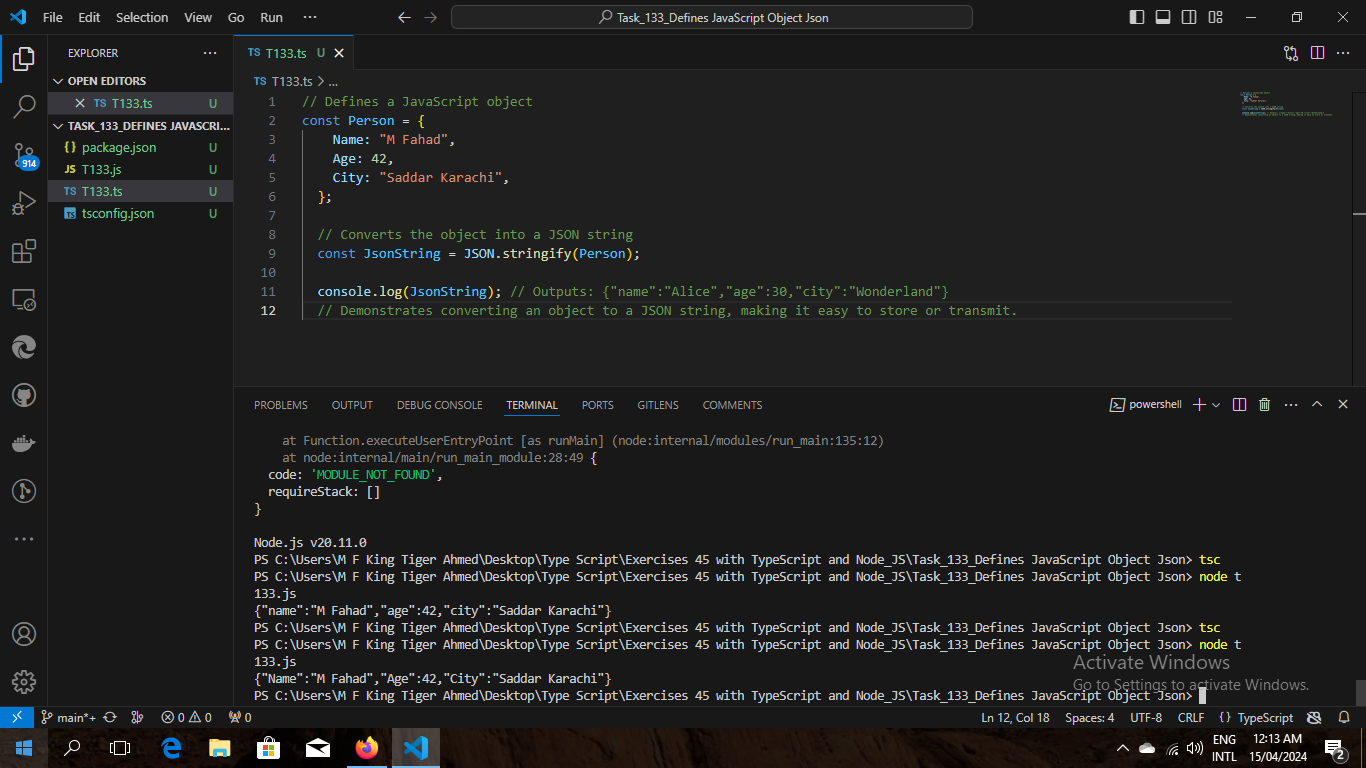 File Edit Selection View Go Run ··· Task_133_Defines JavaScript Object Json
EXPLORER
OPEN EDITORS
TS T133.ts U
TASK_133_DEFINES JAVASCRI...
{} package.json U
JS T133.js U
TS T133.ts U
TS tsconfig.json U
914
TS T133.ts U
TS T133.ts > ...
1 // Defines a JavaScript object
2 const Person = {
3 Name: "M Fahad",
4 Age: 42,
5 City: "Saddar Karachi",
6 };
7
8 // Converts the object into a JSON string
9 const JsonString = JSON.stringify(Person);
10
11 console.log(JsonString); // Outputs: {"name":"Alice","age":30,"city":"Wonderland"}
12 // Demonstrates converting an object to a JSON string, making it easy to store or transmit.
PROBLEMS OUTPUT DEBUG CONSOLE TERMINAL PORTS GITLENS COMMENTS powershell
at Function.executeUserEntryPoint [as runMain] (node:internal/modules/run_main:135:12)
at node:internal/main/run_main_module:28:49 {
code: 'MODULE_NOT_FOUND',
requireStack: []
}
Node.js v20.11.0
PS C:\Users\M F King Tiger Ahmed\Desktop\Type Script\Exercises 45 with TypeScript and Node_JS\Task_133_Defines JavaScript Object Json> tsc
PS C:\Users\M F King Tiger Ahmed\Desktop\Type Script\Exercises 45 with TypeScript and Node_JS\Task_133_Defines JavaScript Object Json> node t
133.js
{"name":"M Fahad","age":42,"city":"Saddar Karachi"}
PS C:\Users\M F King Tiger Ahmed\Desktop\Type Script\Exercises 45 with TypeScript and Node_JS\Task_133_Defines JavaScript Object Json> tsc
PS C:\Users\M F King Tiger Ahmed\Desktop\Type Script\Exercises 45 with TypeScript and Node_JS\Task_133_Defines JavaScript Object Json> node t
133.js
{"Name":"M Fahad","Age":42,"City":"Saddar Karachi"}
PS C:\Users\M F King Tiger Ahmed\Desktop\Type Script\Exercises 45 with TypeScript and Node_JS\Task_133_Defines JavaScript Object Json>
Activate Windows
Go to Settings to activate Windows.
main*+ 0 0 0 Ln 12, Col 18 Spaces: 4 UTF-8 CRLF {} TypeScript
ENG 12:13 AM
INTL 15/04/2024 2